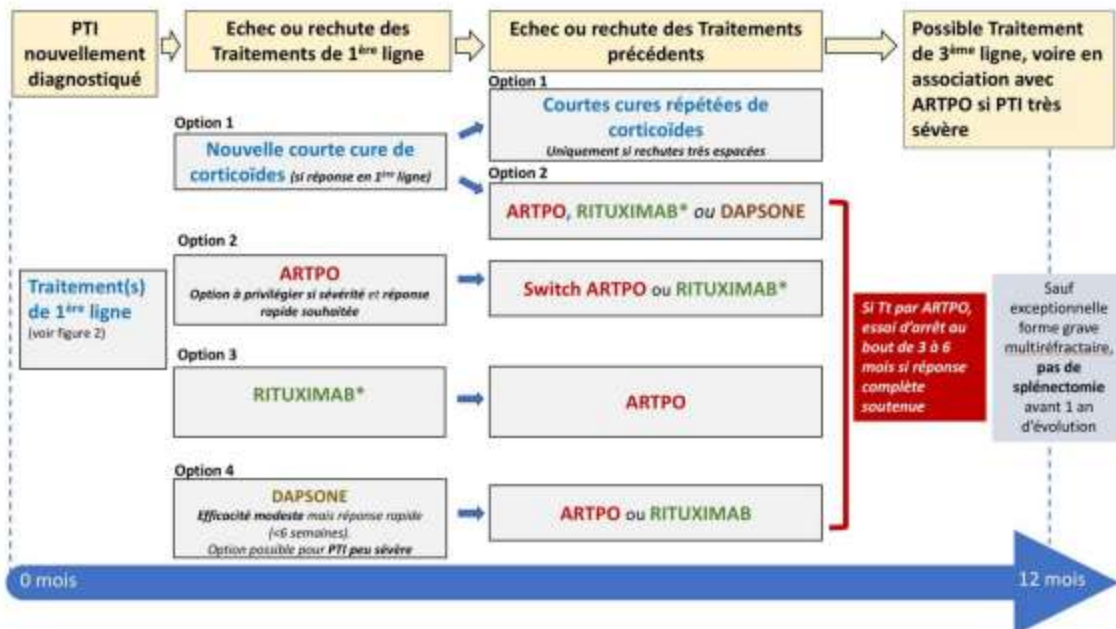 PTI
nouvellement
diagnostiqué
Echec ou rechute des
Traitements de 1ère ligne
Echec ou rechute des Traitements
précédents
Possible Traitement
de 3ème ligne, voire en
association avec
ARTPO si PTI très
sévère
Option 1
Nouvelle courte cure de
corticoïdes (si réponse en 1ère ligne)
Option 1
Courtes cures répétées de
corticoïdes
Uniquement si rechutes très espacées
Option 2
ARTPO, RITUXIMAB* ou DAPSONE
Option 2
ARTPO
Option à privilégier si sévérité et réponse
rapide souhaitée
Switch ARTPO ou RITUXIMAB*
Traitement(s)
de 1ère ligne
(voir figure 2)
Option 3
RITUXIMAB*
ARTPO
Option 4
DAPSONE
Efficacité modeste mais réponse rapide
(<6 semaines).
Option possible pour PTI peu sévère
ARTPO ou RITUXIMAB
Si Tt par ARTPO,
essai d'arrêt au
bout de 3 à 6
mois si réponse
complète
soutenue
Sauf
exceptionnelle
forme grave
multiréfractaire,
pas de
splénectomie
avant 1 an
d'évolution
0 mois
12 mois